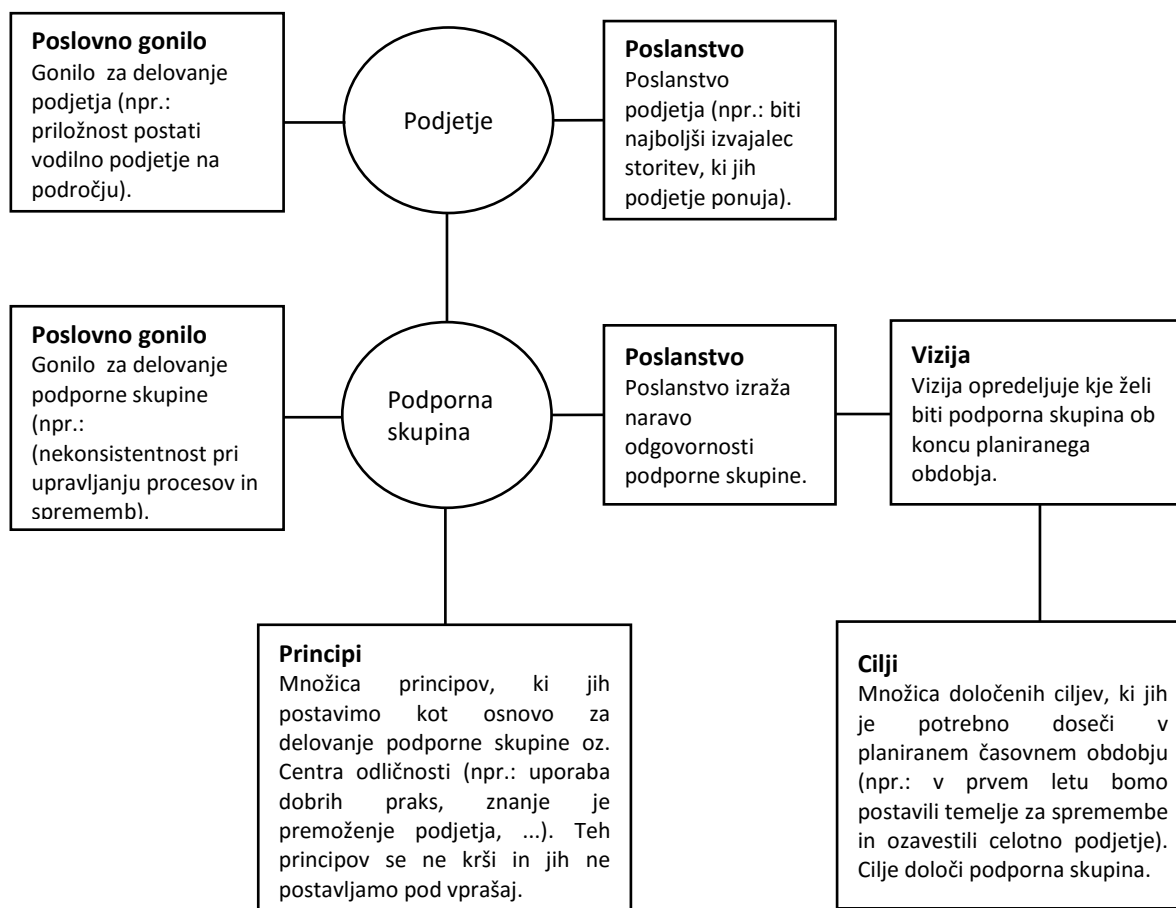 Poslovno gonilo
Gonilo za delovanje
podjetja (npr.:
priložnost postati
vodilno podjetje na
področju).
Podjetje
Poslanstvo
Poslanstvo
podjetja (npr.: biti
najboljši izvajalec
storitev, ki jih
podjetje ponuja).
Poslovno gonilo
Gonilo za delovanje
podporne skupine
(npr.:
(nekonsistentnost pri
upravljanju procesov in
sprememb).
Podporna
skupina
Poslanstvo
Poslanstvo izraža
naravo
odgovornosti
podporne skupine.
Vizija
Vizija opredeljuje kje želi
biti podporna skupina ob
koncu planiranega
obdobja.
Principi
Množica principov, ki jih
postavimo kot osnovo za
delovanje podporne skupine oz.
Centra odličnosti (npr.: uporaba
dobrih praks, znanje je
premoženje podjetja, ...). Teh
principov se ne krši in jih ne
postavljamo pod vprašaj.
Cilji
Množica določenih ciljev, ki jih
je potrebno doseči v
planiranem časovnem obdobju
(npr.: v prvem letu bomo
postavili temelje za spremembe
in ozavestili celotno podjetje).
Cilje določi podporna skupina.